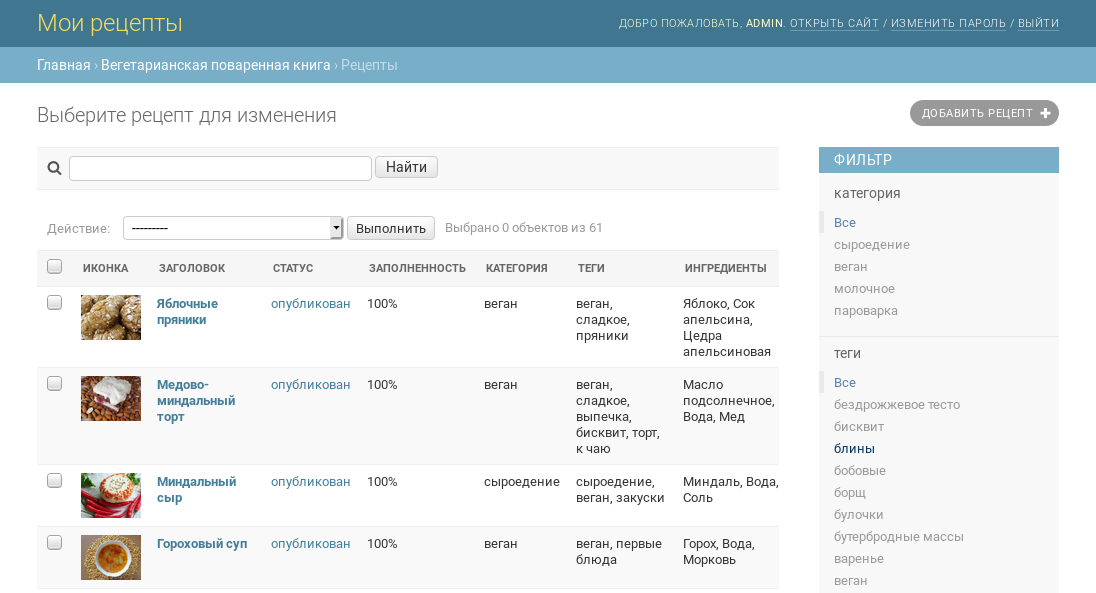 Мои рецепты
ДОБРО ПОЖАЛОВАТЬ, ADMIN. ОТКРЫТЬ САЙТ / ИЗМЕНИТЬ ПАРОЛЬ / ВЫЙТИ
Главная › Вегетарианская поваренная книга › Рецепты
Выберите рецепт для изменения
ДОБАВИТЬ РЕЦЕПТ +
Найти
Действие: --------- Выполнить Выбрано 0 объектов из 61
ИКОНКА ЗАГОЛОВОК СТАТУС ЗАПОЛНЕННОСТЬ КАТЕГОРИЯ ТЕГИ ИНГРЕДИЕНТЫ
Яблочные
пряники
опубликован
100%
веган
веган,
сладкое,
пряники
Яблоко, Сок
апельсина,
Цедра
апельсиновая
Медово-
миндальный
торт
опубликован
100%
веган
веган,
сладкое,
выпечка,
бисквит, торт,
к чаю
Масло
подсолнечное,
Вода, Мед
Миндальный
сыр
опубликован
100%
сыроедение
сыроедение,
веган, закуски
Миндаль, Вода,
Соль
Гороховый суп
опубликован
100%
веган
веган, первые
блюда
Горох, Вода,
Морковь
ФИЛЬТР
категория
Все
сыроедение
веган
молочное
пароварка
теги
Все
бездрожжевое тесто
бисквит
блины
бобовые
борщ
булочки
бутербродные массы
варенье
веган